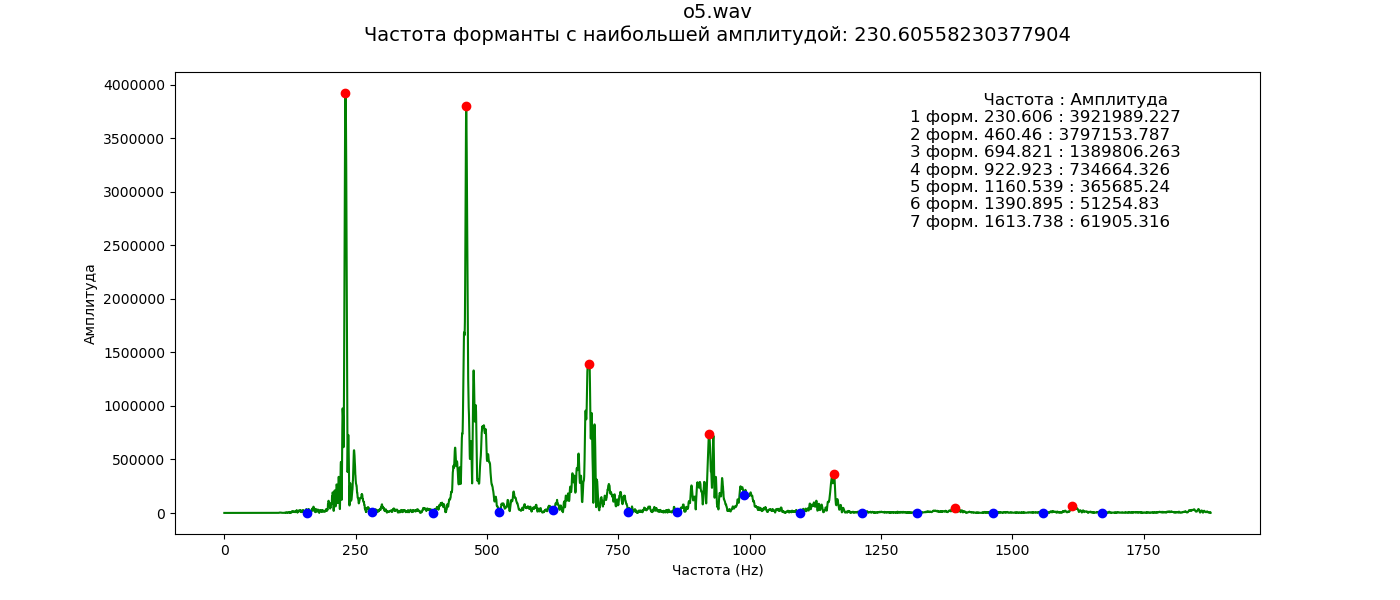 o5.wav
Частота форманты с наибольшей амплитудой: 230.60558230377904
Частота : Амплитуда
1 форм. 230.606 : 3921989.227
2 форм. 460.46 : 3797153.787
3 форм. 694.821 : 1389806.263
4 форм. 922.923 : 734664.326
5 форм. 1160.539 : 365685.24
6 форм. 1390.895 : 51254.83
7 форм. 1613.738 : 61905.316
4000000
3500000
3000000
2500000
2000000
1500000
1000000
500000
0
Амплитуда
0 250 500 750 1000 1250 1500 1750
Частота (Hz)